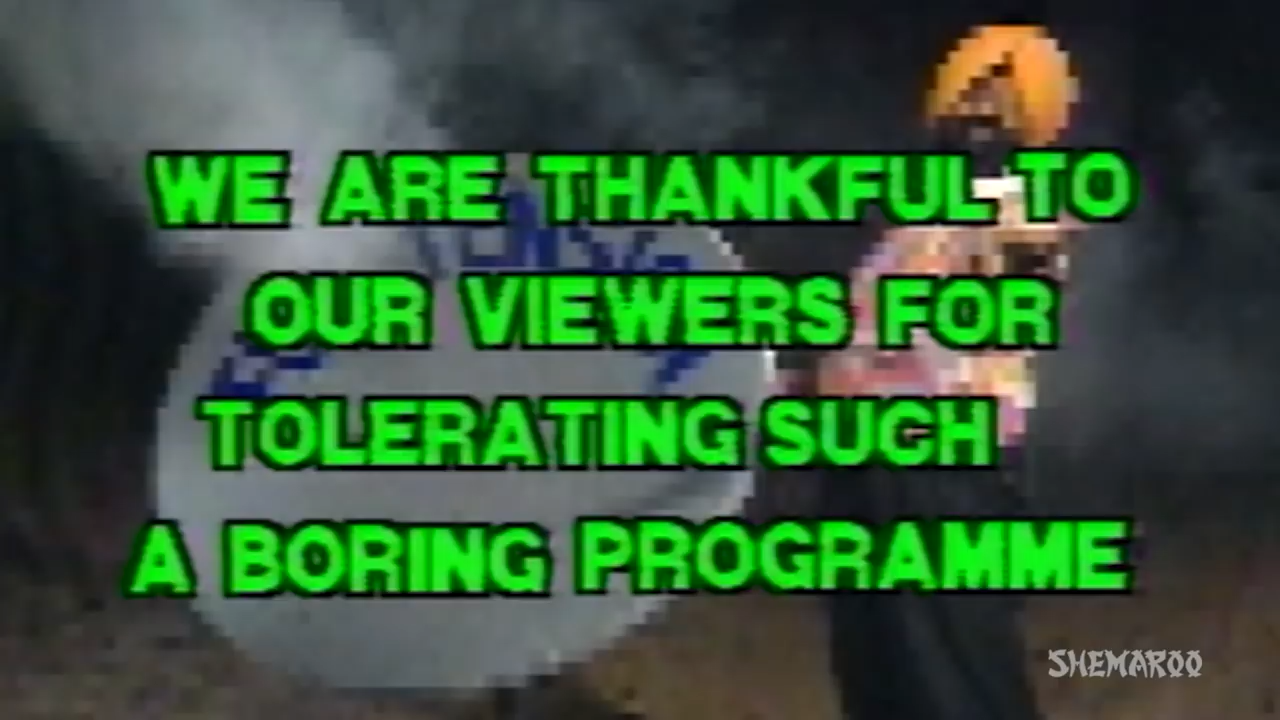 WE ARE THANKFUL TO
OUR VIEWERS FOR
TOLERATING SUCH
A BORING PROGRAMME
SHEMAROO